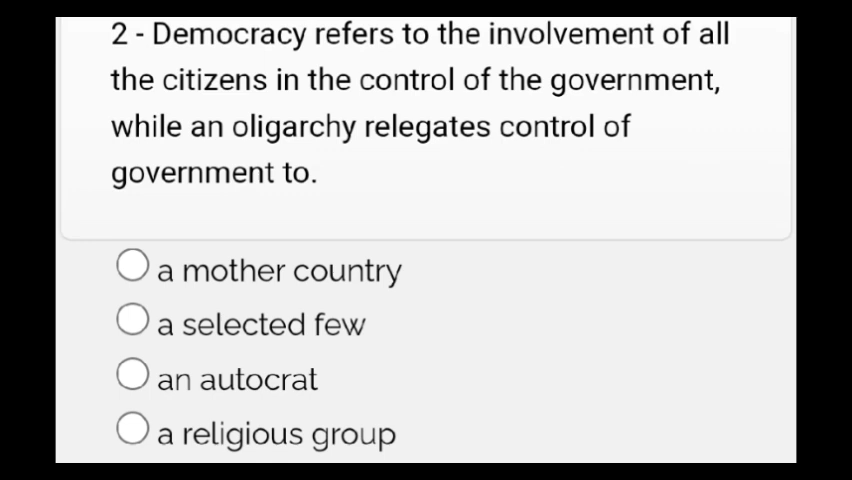 2 - Democracy refers to the involvement of all
the citizens in the control of the government,
while an oligarchy relegates control of
government to.
a mother country
a selected few
an autocrat
a religious group